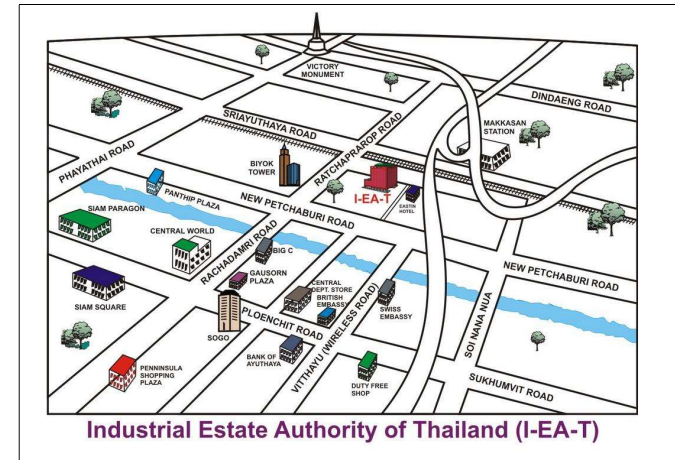 VICTORY
MONUMENT
DINDAENG ROAD
SRIAYUTHAYA ROAD
MAKKASAN
STATION
RATCHAPRAROP ROAD
PHAYATHAI ROAD
BIYOK
TOWER
I-EA-T
EASTIN
HOTEL
PANTHIP PLAZA
NEW PETCHABURI ROAD
SIAM PARAGON
CENTRAL WORLD
RACHADAMRI ROAD
BIG C
NEW PETCHABURI ROAD
GAUSORN
PLAZA
CENTRAL
DEPT. STORE
BRITISH
EMBASSY
SIAM SQUARE
SWISS
EMBASSY
SOI NANA NUA
SOGO
PLOENCHIT ROAD
VITTHAYU (WIRELESS ROAD)
BANK OF
AYUTHAYA
PENNINSULA
SHOPPING
PLAZA
DUTY FREE
SHOP
SUKHUMVIT ROAD
Industrial Estate Authority of Thailand (I-EA-T)